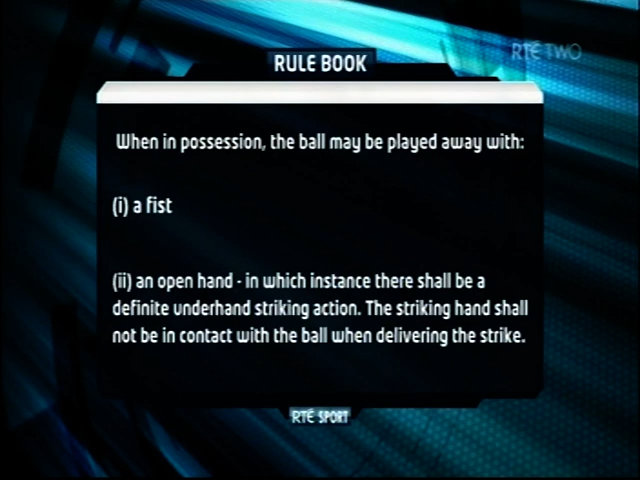 RTÉ TWO
RULE BOOK
When in possession, the ball may be played away with:
(i) a fist
(ii) an open hand - in which instance there shall be a
definite underhand striking action. The striking hand shall
not be in contact with the ball when delivering the strike.
RTÉ SPORT